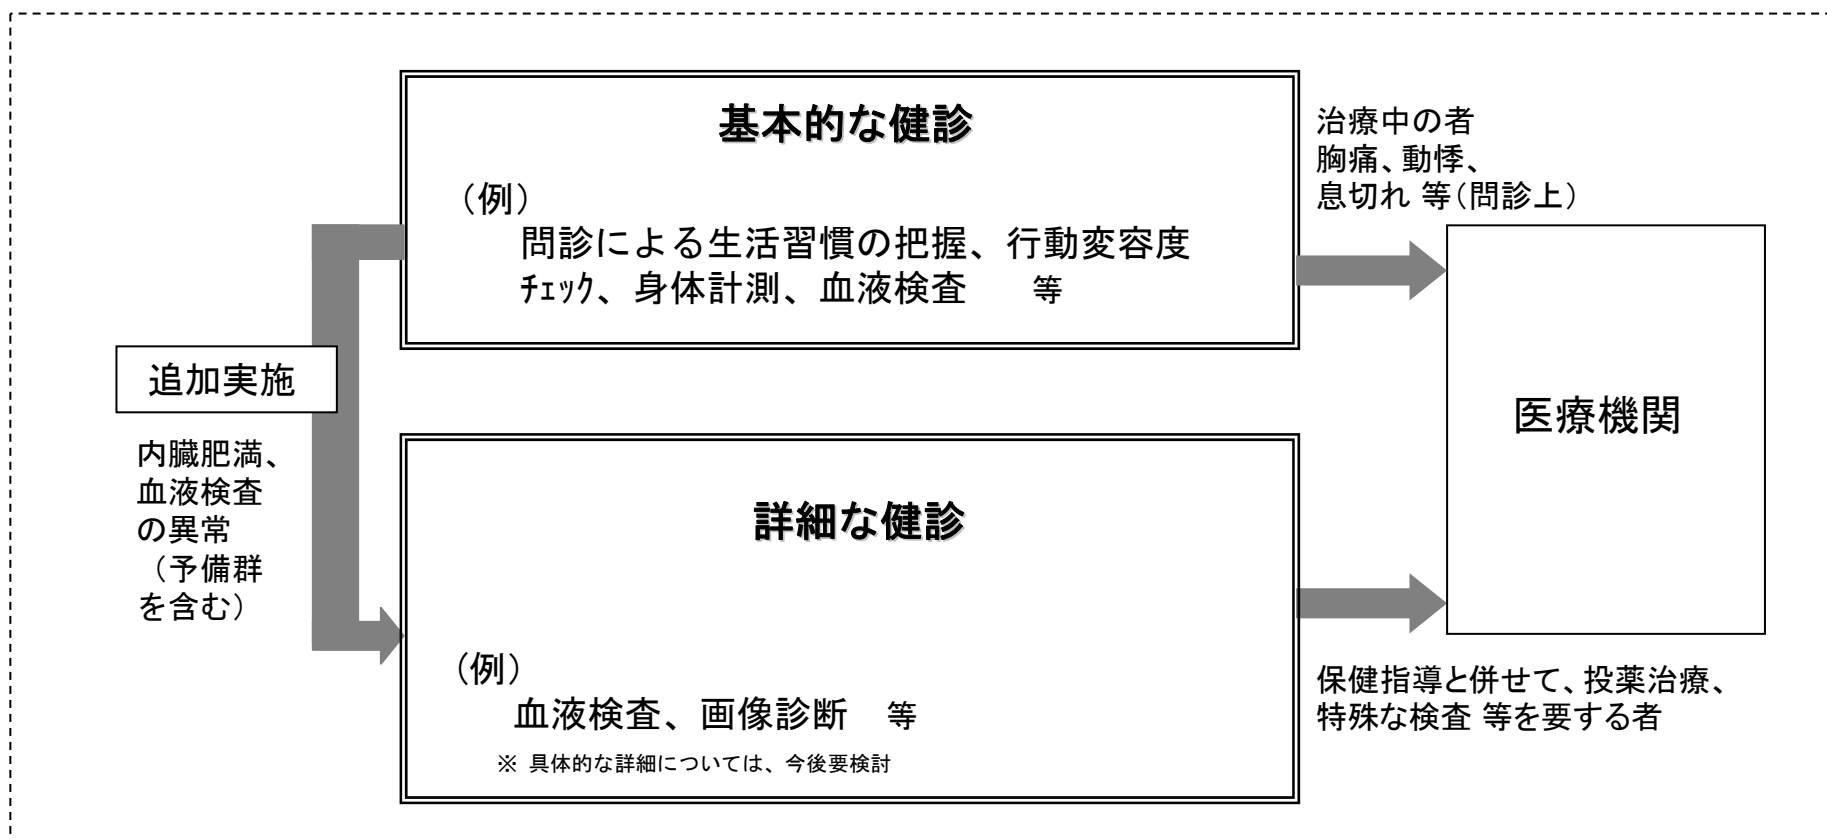 基本的な健診
（例）
問診による生活習慣の把握、行動変容度
ﾁｪｯｸ、身体計測、血液検査　　等
治療中の者
胸痛、動悸、
息切れ 等（問診上）
追加実施
内臓肥満、
血液検査
の異常
（予備群
を含む）
医療機関
詳細な健診
（例）
血液検査、画像診断　等
※ 具体的な詳細については、今後要検討
保健指導と併せて、投薬治療、
特殊な検査 等を要する者